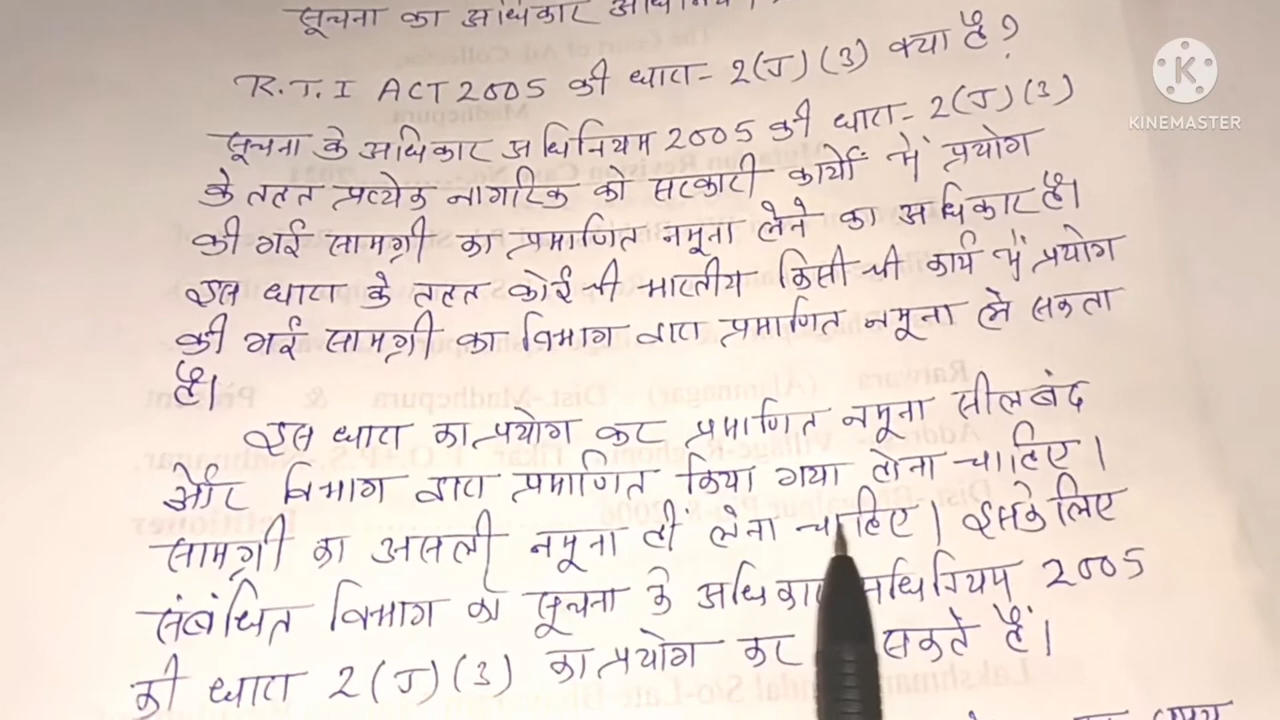 सूचना का अधिकार
R.T.I ACT 2005 की धारा- 2(J)(3) क्या है?
सूचना के अधिकार अधिनियम 2005 की धारा- 2(J)(3)
के तहत प्रत्येक नागरिक को सरकारी कार्यो में प्रयोग
की गई सामग्री का प्रमाणित नमूना लेने का अधिकार है।
इस धारा के तहत कोई भी भारतीय किसी भी कार्य में प्रयोग
की गई सामग्री का विभाग द्वारा प्रमाणित नमूना ले सकता
है।
इस धारा का प्रयोग कर प्रमाणित नमूना सीलबंद
और विभाग द्वारा प्रमाणित किया गया लेना चाहिए।
सामग्री का असली नमूना ही लेना चाहिए। इसके लिए
संबंधित विभाग को सूचना के अधिकार अधिनियम 2005
की धारा 2(J)(3) का प्रयोग कर सकते हैं।
KINEMASTER